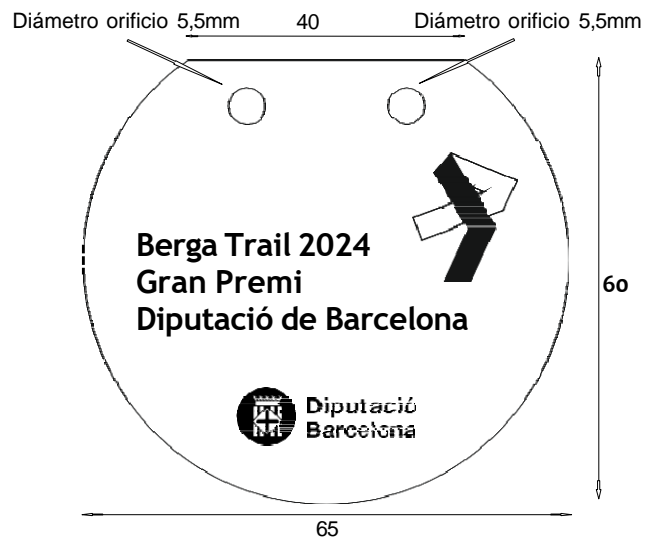 Diámetro orificio 5,5mm
40
Diámetro orificio 5,5mm
Berga Trail 2024
Gran Premi
Diputació de Barcelona
60
Diputació
Barcelona
65